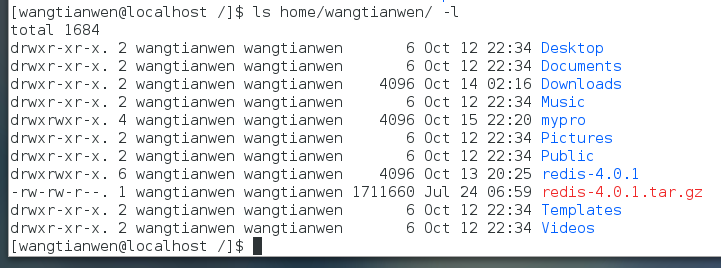 [wangtianwen@localhost /]$ ls home/wangtianwen/ -l
total 1684
drwxr-xr-x. 2 wangtianwen wangtianwen       6 Oct 12 22:34 Desktop
drwxr-xr-x. 2 wangtianwen wangtianwen       6 Oct 12 22:34 Documents
drwxr-xr-x. 2 wangtianwen wangtianwen    4096 Oct 14 02:16 Downloads
drwxr-xr-x. 2 wangtianwen wangtianwen       6 Oct 12 22:34 Music
drwxrwxr-x. 4 wangtianwen wangtianwen    4096 Oct 15 22:20 mypro
drwxr-xr-x. 2 wangtianwen wangtianwen       6 Oct 12 22:34 Pictures
drwxr-xr-x. 2 wangtianwen wangtianwen       6 Oct 12 22:34 Public
drwxrwxr-x. 6 wangtianwen wangtianwen    4096 Oct 13 20:25 redis-4.0.1
-rw-rw-r--. 1 wangtianwen wangtianwen 1711660 Jul 24 06:59 redis-4.0.1.tar.gz
drwxr-xr-x. 2 wangtianwen wangtianwen       6 Oct 12 22:34 Templates
drwxr-xr-x. 2 wangtianwen wangtianwen       6 Oct 12 22:34 Videos
[wangtianwen@localhost /]$